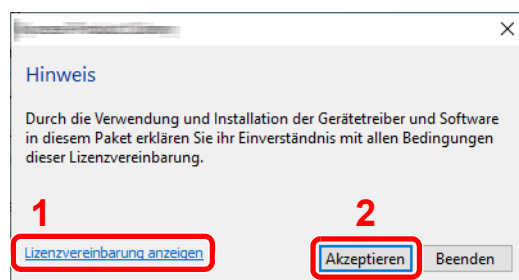 Hinweis
Durch die Verwendung und Installation der Gerätetreiber und Software
in diesem Paket erklären Sie ihr Einverständnis mit allen Bedingungen
dieser Lizenzvereinbarung.
1
2
Lizenzvereinbarung anzeigen
Akzeptieren
Beenden